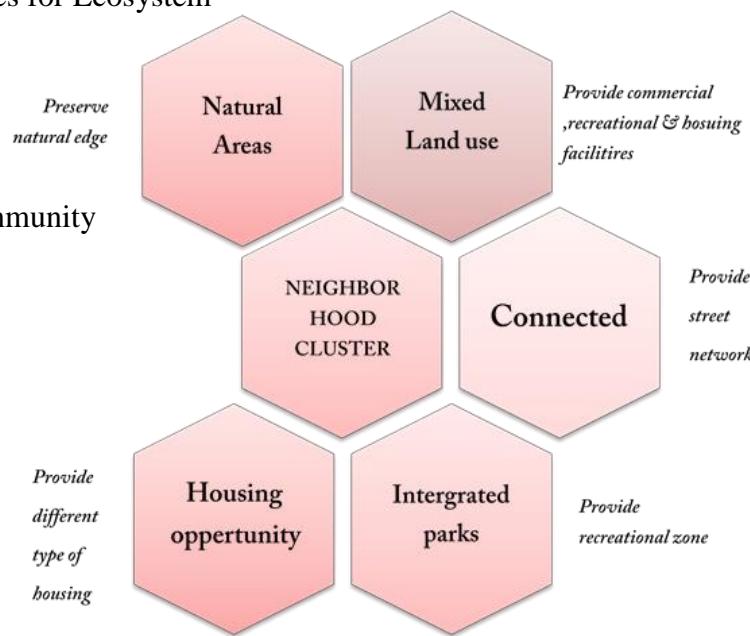 es for Ecosystem
Preserve
natural edge
Natural
Areas
Mixed
Land use
Provide commercial
,recreational & hosuing
facilitires
mmunity
NEIGHBOR
HOOD
CLUSTER
Connected
Provide
street
network
Provide
different
type of
housing
Housing
oppertunity
Intergrated
parks
Provide
recreational zone